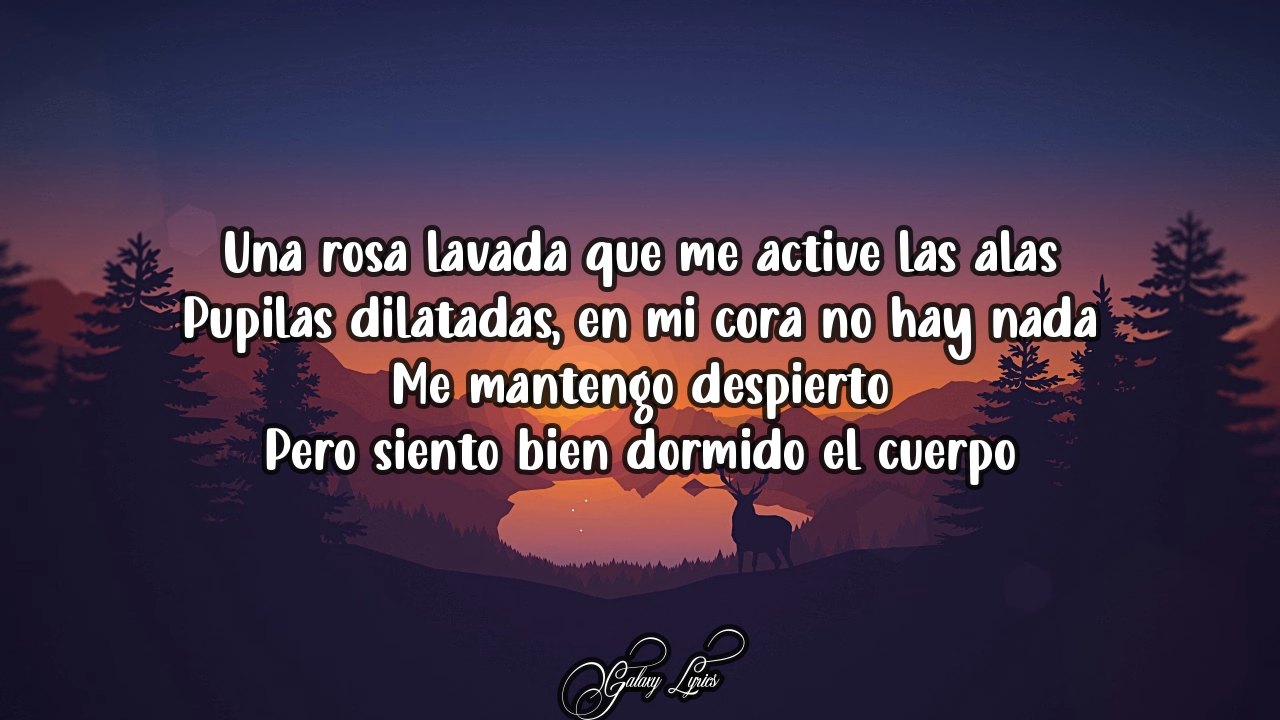 Una rosa lavada que me active las alas
Pupilas dilatadas, en mi cora no hay nada
Me mantengo despierto
Pero siento bien dormido el cuerpo
Galaxy Lyrics